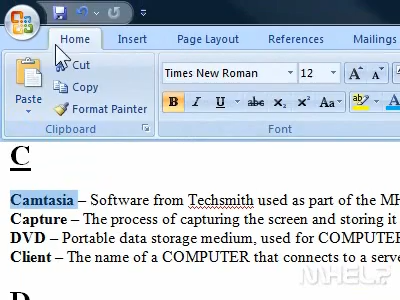 Home Insert Page Layout References Mailings
Cut
Times New Roman 12 A A
Copy
Paste
B I U abc x₂ x² Aa
Format Painter
Clipboard Font
C
Camtasia – Software from Techsmith used as part of the MH
Capture – The process of capturing the screen and storing it
DVD – Portable data storage medium, used for COMPUTER
Client – The name of a COMPUTER that connects to a serve
MHELP